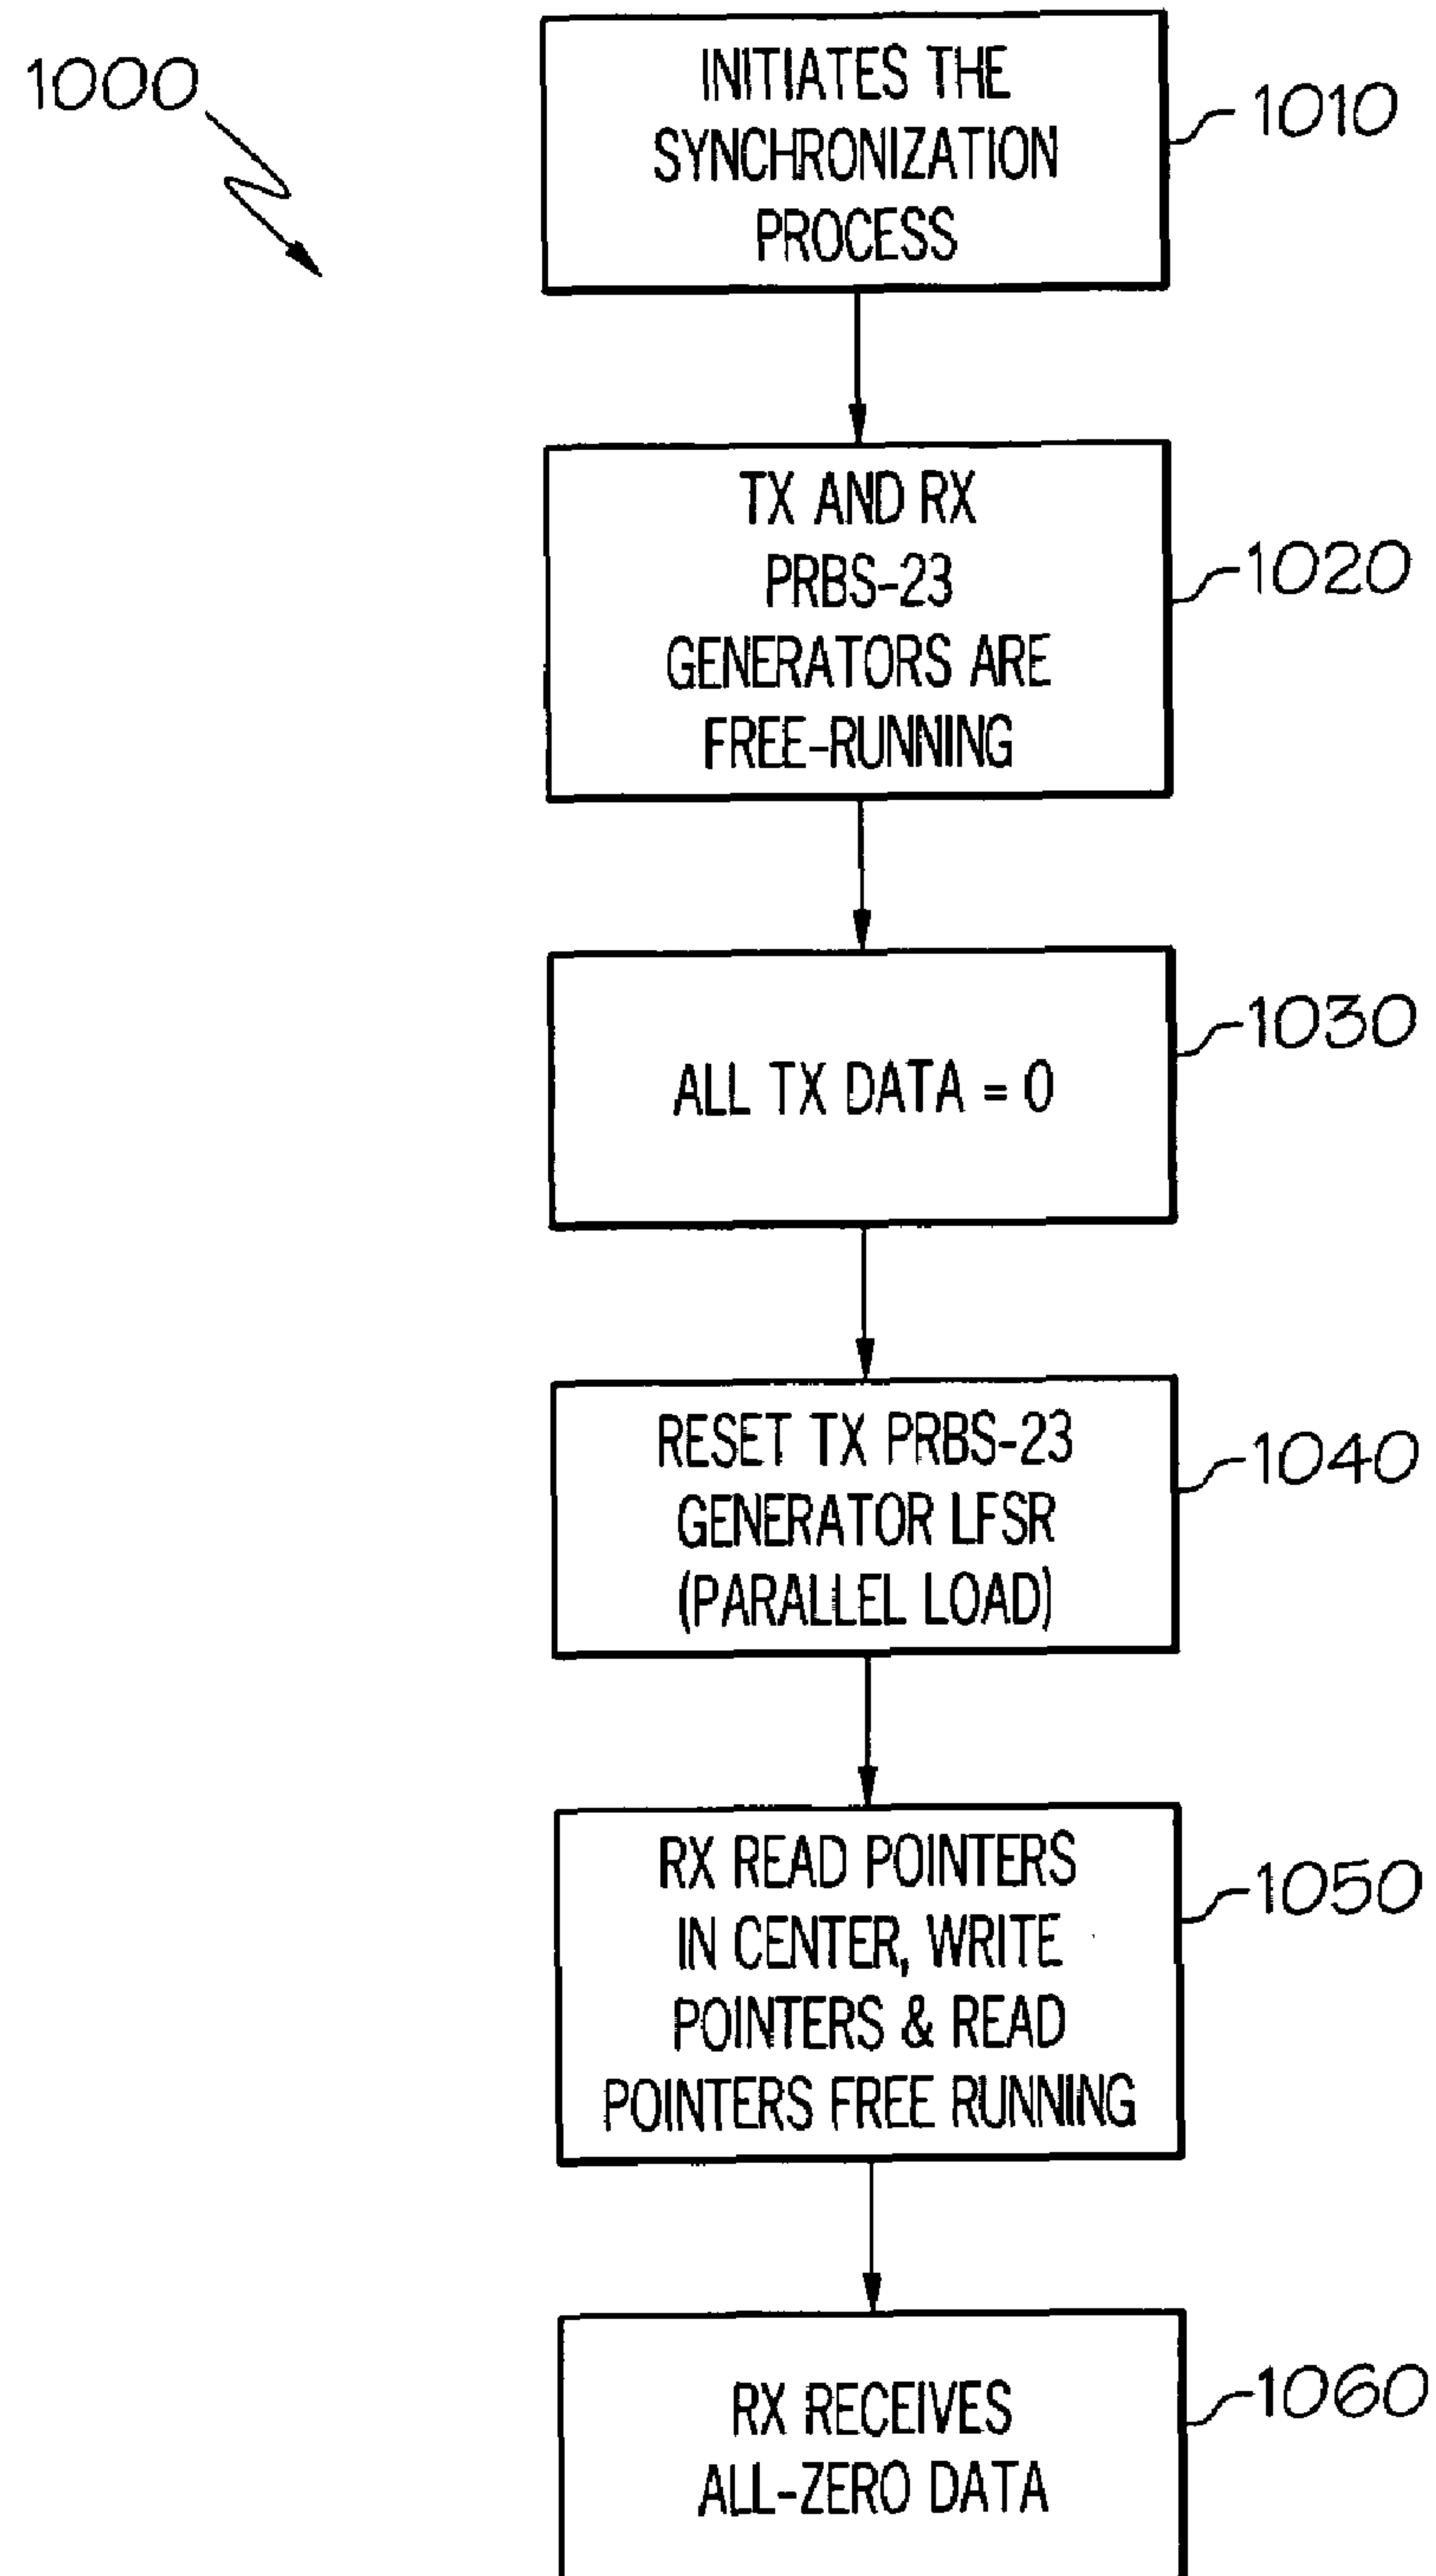 1000
INITIATES THE
SYNCHRONIZATION
PROCESS
1010
TX AND RX
PRBS-23
GENERATORS ARE
FREE-RUNNING
1020
ALL TX DATA = 0
1030
RESET TX PRBS-23
GENERATOR LFSR
(PARALLEL LOAD)
1040
RX READ POINTERS
IN CENTER, WRITE
POINTERS & READ
POINTERS FREE RUNNING
1050
RX RECEIVES
ALL-ZERO DATA
1060